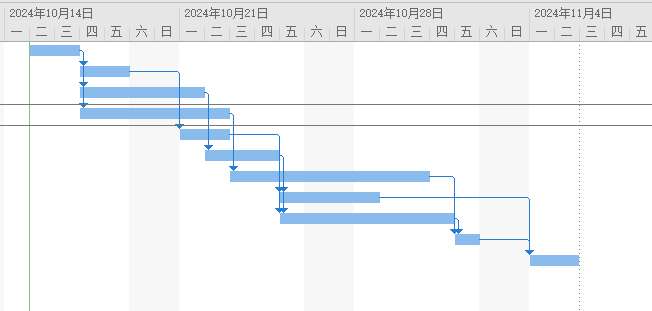 2024年10月14日 2024年10月21日 2024年10月28日 2024年11月4日
一 二 三 四 五 六 日 一 二 三 四 五 六 日 一 二 三 四 五 六 日 一 二 三 四 五